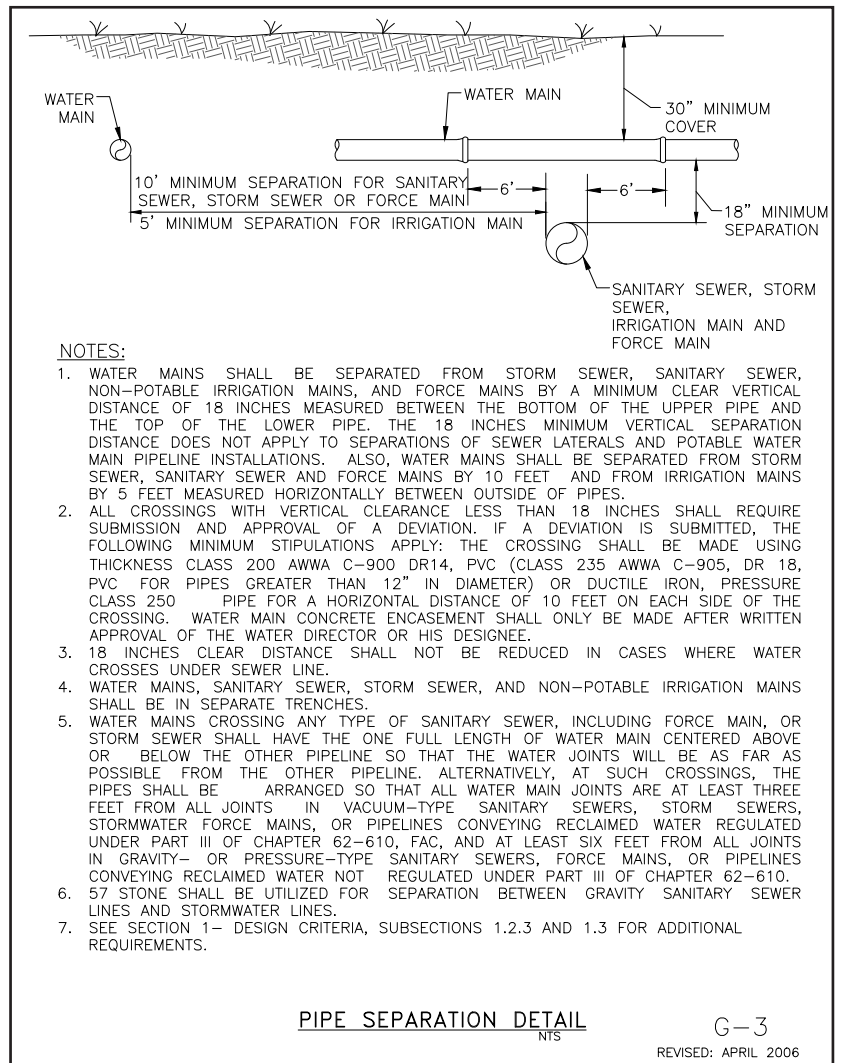 WATER
MAIN
WATER MAIN
30" MINIMUM
COVER
10' MINIMUM SEPARATION FOR SANITARY
SEWER, STORM SEWER OR FORCE MAIN
5' MINIMUM SEPARATION FOR IRRIGATION MAIN
6'
6'
18" MINIMUM
SEPARATION
SANITARY SEWER, STORM
SEWER,
IRRIGATION MAIN AND
FORCE MAIN
NOTES:
1. WATER MAINS SHALL BE SEPARATED FROM STORM SEWER, SANITARY SEWER,
NON-POTABLE IRRIGATION MAINS, AND FORCE MAINS BY A MINIMUM CLEAR VERTICAL
DISTANCE OF 18 INCHES MEASURED BETWEEN THE BOTTOM OF THE UPPER PIPE AND
THE TOP OF THE LOWER PIPE. THE 18 INCHES MINIMUM VERTICAL SEPARATION
DISTANCE DOES NOT APPLY TO SEPARATIONS OF SEWER LATERALS AND POTABLE WATER
MAIN PIPELINE INSTALLATIONS. ALSO, WATER MAINS SHALL BE SEPARATED FROM STORM
SEWER, SANITARY SEWER AND FORCE MAINS BY 10 FEET AND FROM IRRIGATION MAINS
BY 5 FEET MEASURED HORIZONTALLY BETWEEN OUTSIDE OF PIPES.
2. ALL CROSSINGS WITH VERTICAL CLEARANCE LESS THAN 18 INCHES SHALL REQUIRE
SUBMISSION AND APPROVAL OF A DEVIATION. IF A DEVIATION IS SUBMITTED, THE
FOLLOWING MINIMUM STIPULATIONS APPLY: THE CROSSING SHALL BE MADE USING
THICKNESS CLASS 200 AWWA C-900 DR14, PVC (CLASS 235 AWWA C-905, DR 18,
PVC FOR PIPES GREATER THAN 12" IN DIAMETER) OR DUCTILE IRON, PRESSURE
CLASS 250 PIPE FOR A HORIZONTAL DISTANCE OF 10 FEET ON EACH SIDE OF THE
CROSSING. WATER MAIN CONCRETE ENCASEMENT SHALL ONLY BE MADE AFTER WRITTEN
APPROVAL OF THE WATER DIRECTOR OR HIS DESIGNEE.
3. 18 INCHES CLEAR DISTANCE SHALL NOT BE REDUCED IN CASES WHERE WATER
CROSSES UNDER SEWER LINE.
4. WATER MAINS, SANITARY SEWER, STORM SEWER, AND NON-POTABLE IRRIGATION MAINS
SHALL BE IN SEPARATE TRENCHES.
5. WATER MAINS CROSSING ANY TYPE OF SANITARY SEWER, INCLUDING FORCE MAIN, OR
STORM SEWER SHALL HAVE THE ONE FULL LENGTH OF WATER MAIN CENTERED ABOVE
OR BELOW THE OTHER PIPELINE SO THAT THE WATER JOINTS WILL BE AS FAR AS
POSSIBLE FROM THE OTHER PIPELINE. ALTERNATIVELY, AT SUCH CROSSINGS, THE
PIPES SHALL BE ARRANGED SO THAT ALL WATER MAIN JOINTS ARE AT LEAST THREE
FEET FROM ALL JOINTS IN VACUUM-TYPE SANITARY SEWERS, STORM SEWERS,
STORMWATER FORCE MAINS, OR PIPELINES CONVEYING RECLAIMED WATER REGULATED
UNDER PART III OF CHAPTER 62-610, FAC, AND AT LEAST SIX FEET FROM ALL JOINTS
IN GRAVITY- OR PRESSURE-TYPE SANITARY SEWERS, FORCE MAINS, OR PIPELINES
CONVEYING RECLAIMED WATER NOT REGULATED UNDER PART III OF CHAPTER 62-610.
6. 57 STONE SHALL BE UTILIZED FOR SEPARATION BETWEEN GRAVITY SANITARY SEWER
LINES AND STORMWATER LINES.
7. SEE SECTION 1- DESIGN CRITERIA, SUBSECTIONS 1.2.3 AND 1.3 FOR ADDITIONAL
REQUIREMENTS.
PIPE SEPARATION DETAIL
NTS
G-3
REVISED: APRIL 2006